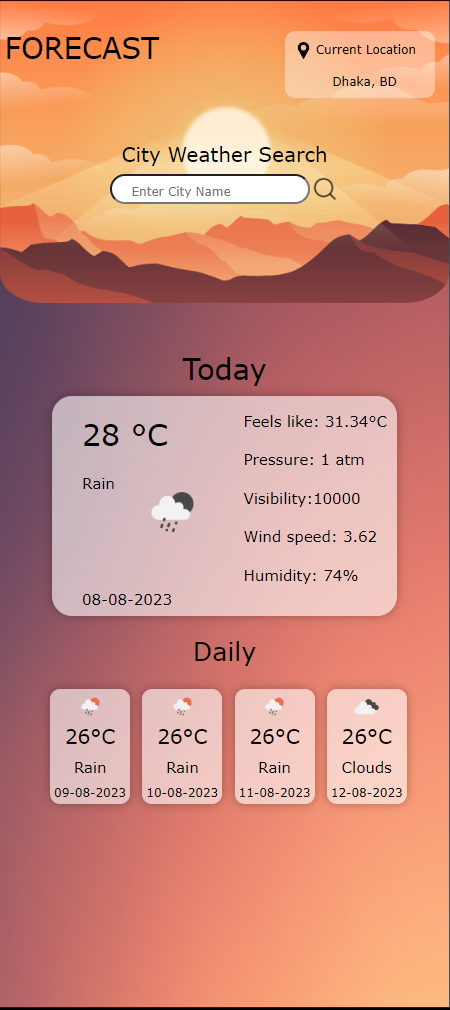 FORECAST
Current Location
Dhaka, BD
City Weather Search
Enter City Name
Today
28 °C
Rain
08-08-2023
Feels like: 31.34°C
Pressure: 1 atm
Visibility:10000
Wind speed: 3.62
Humidity: 74%
Daily
26°C
Rain
09-08-2023
26°C
Rain
10-08-2023
26°C
Rain
11-08-2023
26°C
Clouds
12-08-2023